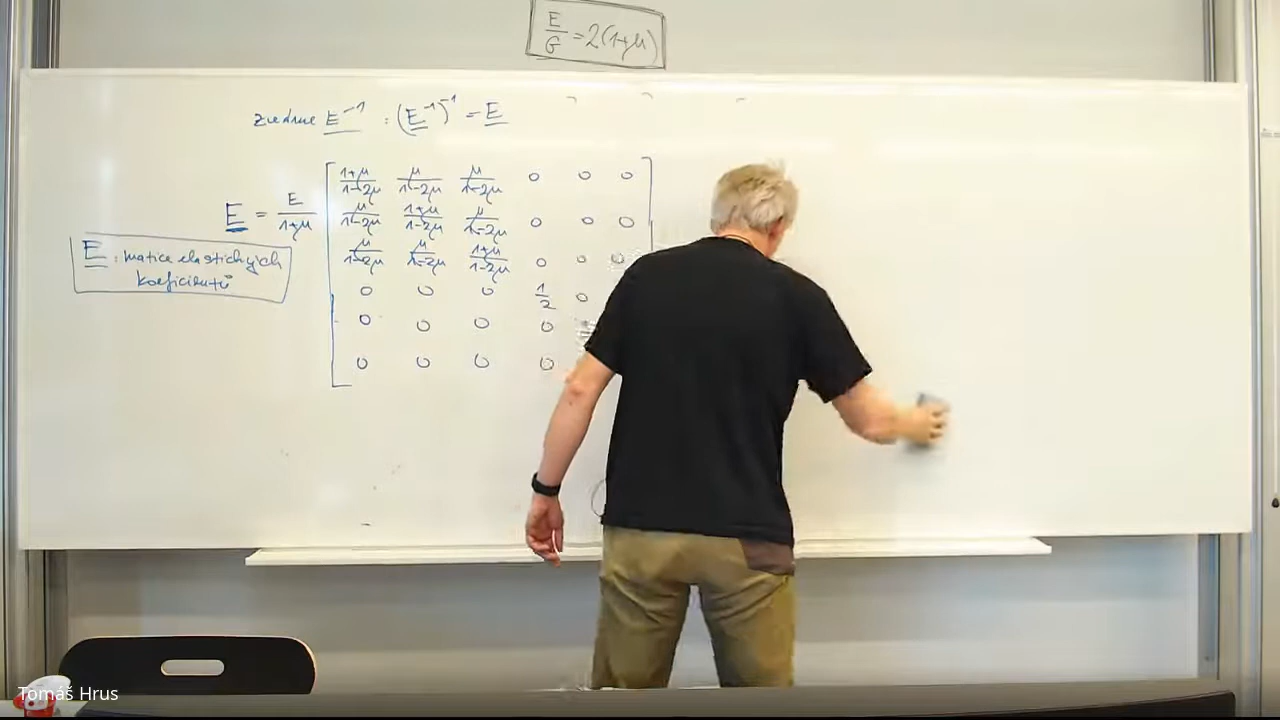 E/G = 2(1+μ)
E⁻¹ : (E⁻¹)⁻¹ = E
E = E/(1+μ)
(1+μ)/(1-2μ) μ/(1-2μ) μ/(1-2μ) 0 0 0
μ/(1-2μ) (1+μ)/(1-2μ) μ/(1-2μ) 0 0 0
μ/(1-2μ) μ/(1-2μ) (1+μ)/(1-2μ) 0 0 0
0 0 0 1/2 0
0 0 0 0
0 0 0 0
E : matice elastických
koeficientů
Tomáš Hrus